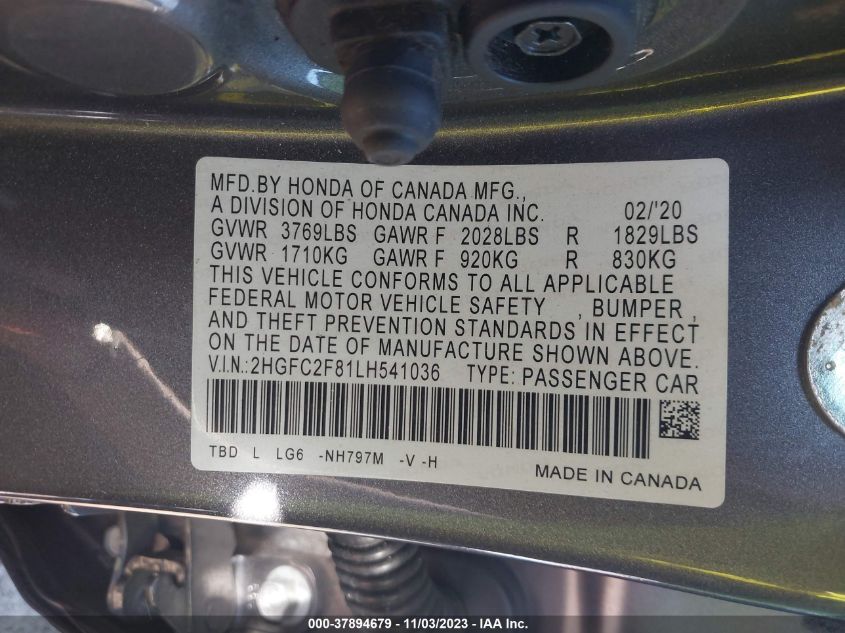 MFD.BY HONDA OF CANADA MFG.,
A DIVISION OF HONDA CANADA INC. 02/'20
GVWR 3769LBS GAWR F 2028LBS R 1829LBS
GVWR 1710KG GAWR F 920KG R 830KG
THIS VEHICLE CONFORMS TO ALL APPLICABLE
FEDERAL MOTOR VEHICLE SAFETY , BUMPER ,
AND THEFT PREVENTION STANDARDS IN EFFECT
ON THE DATE OF MANUFACTURE SHOWN ABOVE.
V.I.N.:2HGFC2F81LH541036 TYPE: PASSENGER CAR
TBD L LG6 -NH797M -V -H
MADE IN CANADA
000-37894679 - 11/03/2023 - IAA Inc.